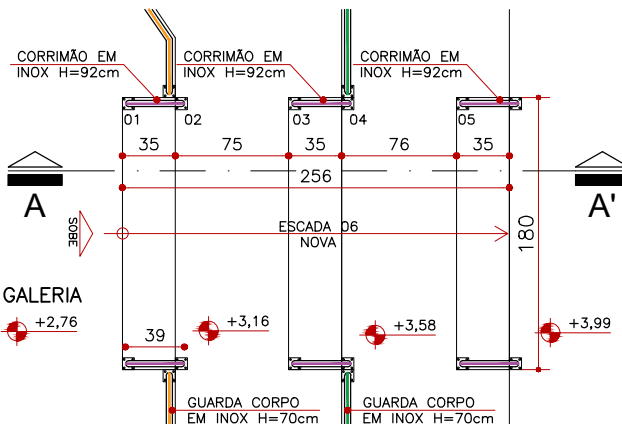 CORRIMÃO EM
INOX H=92cm
CORRIMÃO EM
INOX H=92cm
CORRIMÃO EM
INOX H=92cm
01
02
03
04
05
35
75
35
76
35
256
A
A'
SOBE
ESCADA 06
NOVA
180
GALERIA
+2,76
+3,16
+3,58
+3,99
39
GUARDA CORPO
EM INOX H=70cm
GUARDA CORPO
EM INOX H=70cm